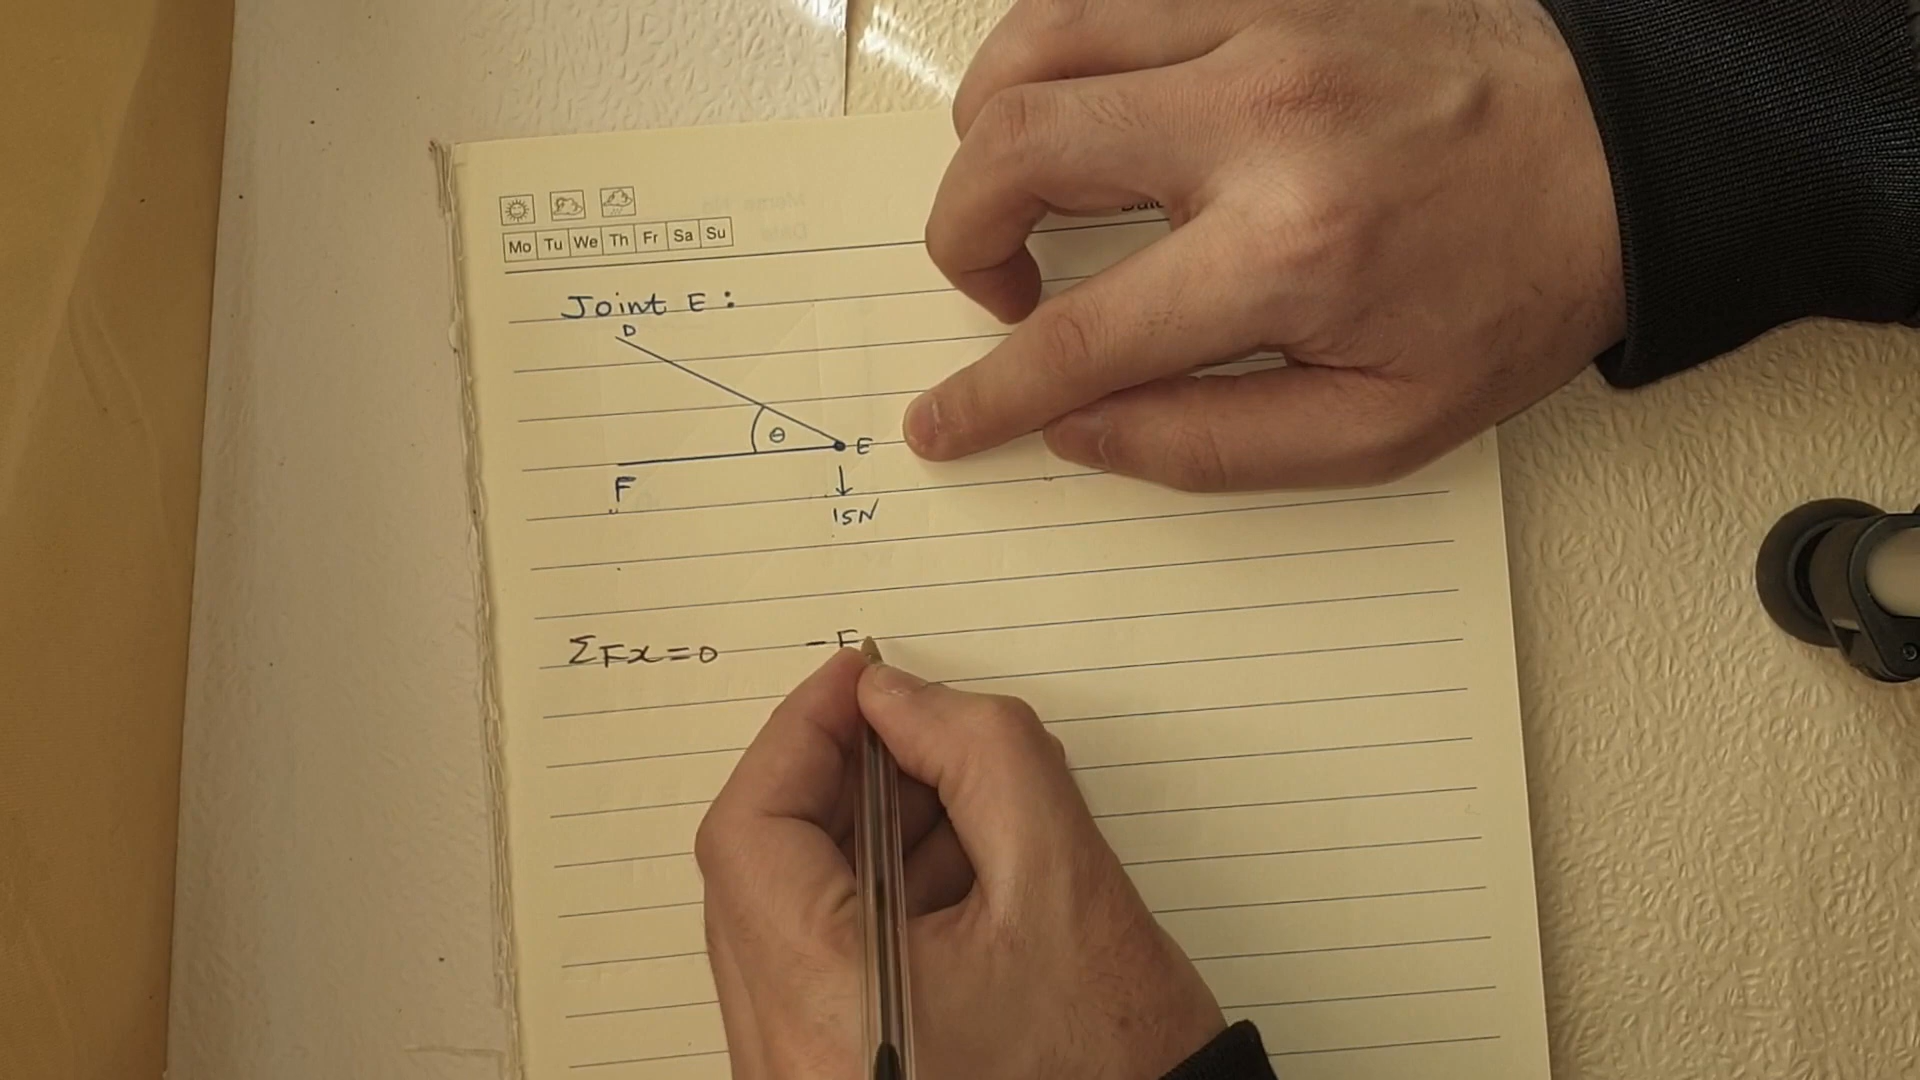 Mo Tu We Th Fr Sa Su
Joint E :
D
θ
E
F
15N
ΣFx=0 -F